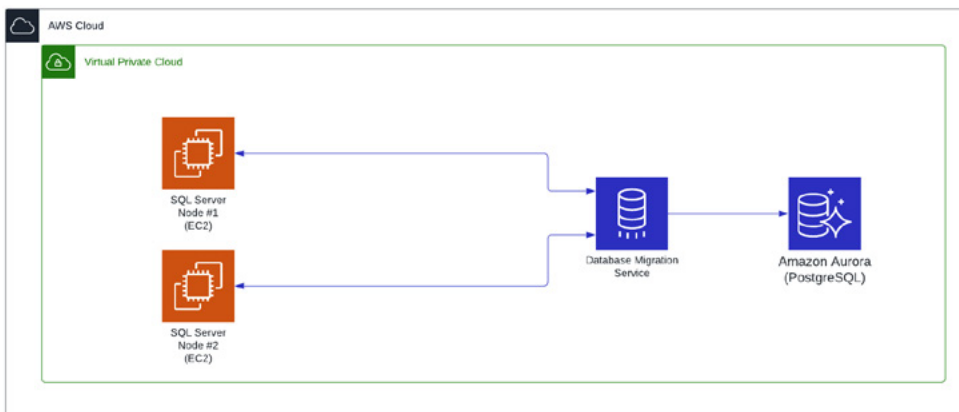 AWS Cloud
Virtual Private Cloud
SQL Server
Node #1
(EC2)
Database Migration
Service
Amazon Aurora
(PostgreSQL)
SQL Server
Node #2
(EC2)